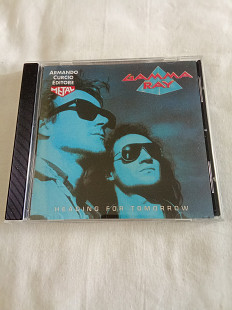 ARMANDO
CURCIO
EDITORE
METAL
GAMMA
RAY
HEADING FOR TOMORROW